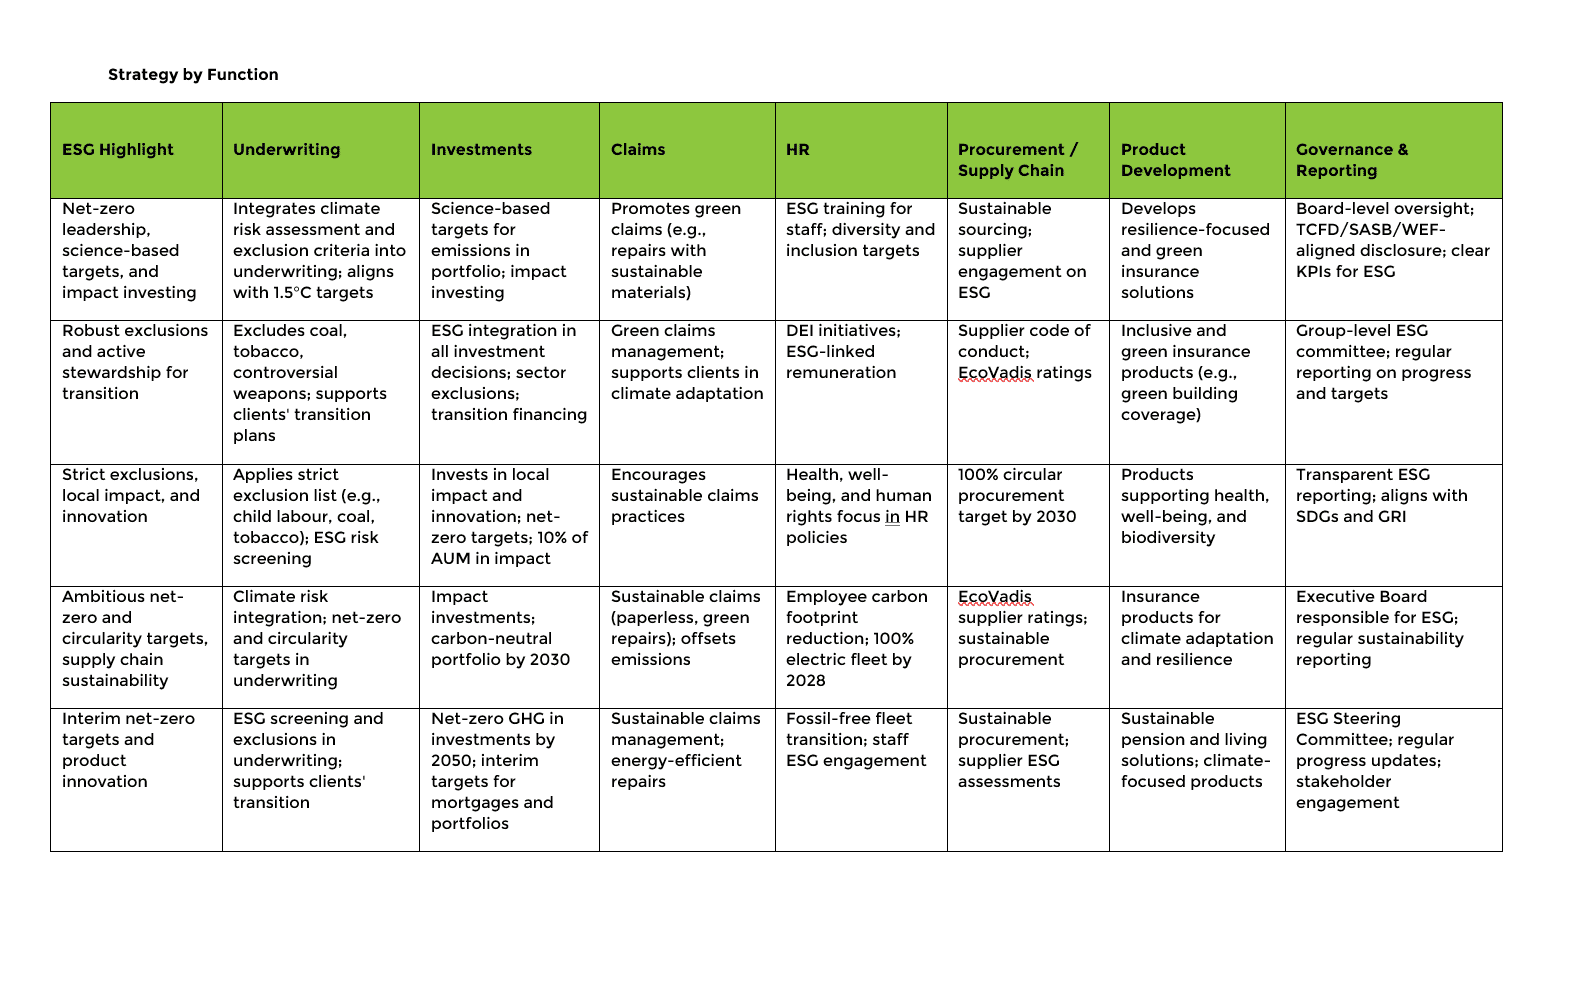 Strategy by Function
ESG Highlight
Underwriting
Investments
Claims
HR
Procurement /
Supply Chain
Product
Development
Governance &
Reporting
Net-zero
leadership,
science-based
targets, and
impact investing
Integrates climate
risk assessment and
exclusion criteria into
underwriting; aligns
with 1.5°C targets
Science-based
targets for
emissions in
portfolio; impact
investing
Promotes green
claims (e.g.,
repairs with
sustainable
materials)
ESG training for
staff; diversity and
inclusion targets
Sustainable
sourcing;
supplier
engagement on
ESG
Develops
resilience-focused
and green
insurance
solutions
Board-level oversight;
TCFD/SASB/WEF-
aligned disclosure; clear
KPIs for ESG
Robust exclusions
and active
stewardship for
transition
Excludes coal,
tobacco,
controversial
weapons; supports
clients' transition
plans
ESG integration in
all investment
decisions; sector
exclusions;
transition financing
Green claims
management;
supports clients in
climate adaptation
DEI initiatives;
ESG-linked
remuneration
Supplier code of
conduct;
EcoVadis ratings
Inclusive and
green insurance
products (e.g.,
green building
coverage)
Group-level ESG
committee; regular
reporting on progress
and targets
Strict exclusions,
local impact, and
innovation
Applies strict
exclusion list (e.g.,
child labour, coal,
tobacco); ESG risk
screening
Invests in local
impact and
innovation; net-
zero targets; 10% of
AUM in impact
Encourages
sustainable claims
practices
Health, well-
being, and human
rights focus in HR
policies
100% circular
procurement
target by 2030
Products
supporting health,
well-being, and
biodiversity
Transparent ESG
reporting; aligns with
SDGs and GRI
Ambitious net-
zero and
circularity targets,
supply chain
sustainability
Climate risk
integration; net-zero
and circularity
targets in
underwriting
Impact
investments;
carbon-neutral
portfolio by 2030
Sustainable claims
(paperless, green
repairs); offsets
emissions
Employee carbon
footprint
reduction; 100%
electric fleet by
2028
EcoVadis
supplier ratings;
sustainable
procurement
Insurance
products for
climate adaptation
and resilience
Executive Board
responsible for ESG;
regular sustainability
reporting
Interim net-zero
targets and
product
innovation
ESG screening and
exclusions in
underwriting;
supports clients'
transition
Net-zero GHG in
investments by
2050; interim
targets for
mortgages and
portfolios
Sustainable claims
management;
energy-efficient
repairs
Fossil-free fleet
transition; staff
ESG engagement
Sustainable
procurement;
supplier ESG
assessments
Sustainable
pension and living
solutions; climate-
focused products
ESG Steering
Committee; regular
progress updates;
stakeholder
engagement